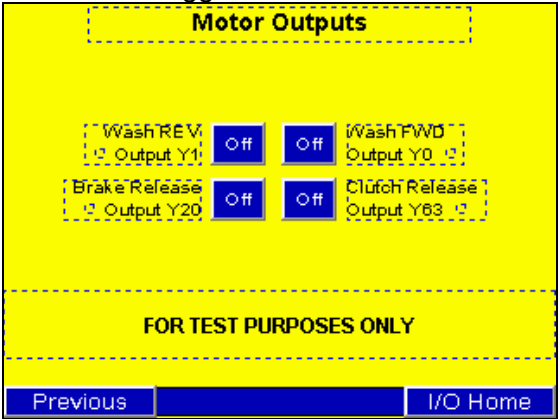 Motor Outputs
Wash REV Off Off Wash FWD
Output Y1 Output Y0
Brake Release Off Off Clutch Release
Output Y20 Output Y63
FOR TEST PURPOSES ONLY
Previous I/O Home